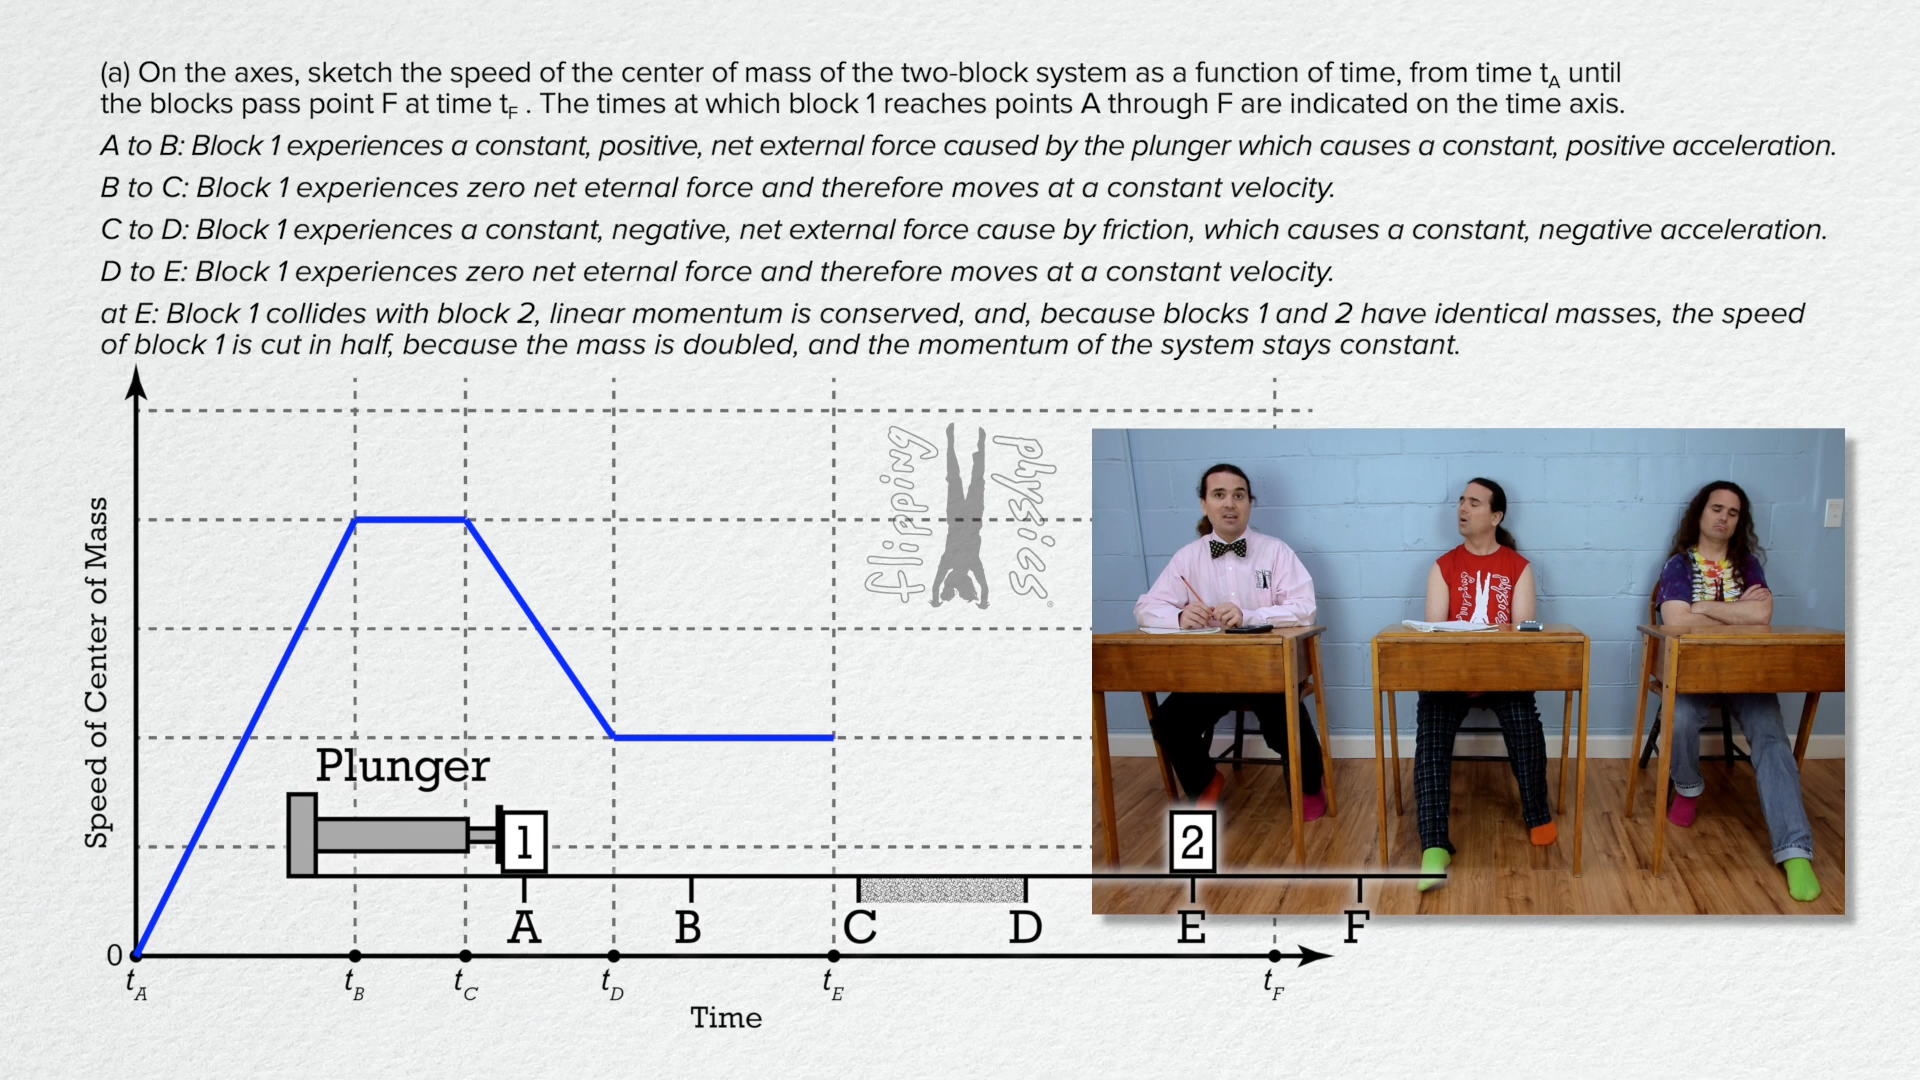 (a) On the axes, sketch the speed of the center of mass of the two-block system as a function of time, from time tA until
the blocks pass point F at time tF . The times at which block 1 reaches points A through F are indicated on the time axis.
A to B: Block 1 experiences a constant, positive, net external force caused by the plunger which causes a constant, positive acceleration.
B to C: Block 1 experiences zero net eternal force and therefore moves at a constant velocity.
C to D: Block 1 experiences a constant, negative, net external force cause by friction, which causes a constant, negative acceleration.
D to E: Block 1 experiences zero net eternal force and therefore moves at a constant velocity.
at E: Block 1 collides with block 2, linear momentum is conserved, and, because blocks 1 and 2 have identical masses, the speed
of block 1 is cut in half, because the mass is doubled, and the momentum of the system stays constant.
Speed of Center of Mass
flipping
physics
®
flipping
physics
Plunger
1
2
A B C D E F
0
tA tB tC tD tE tF
Time